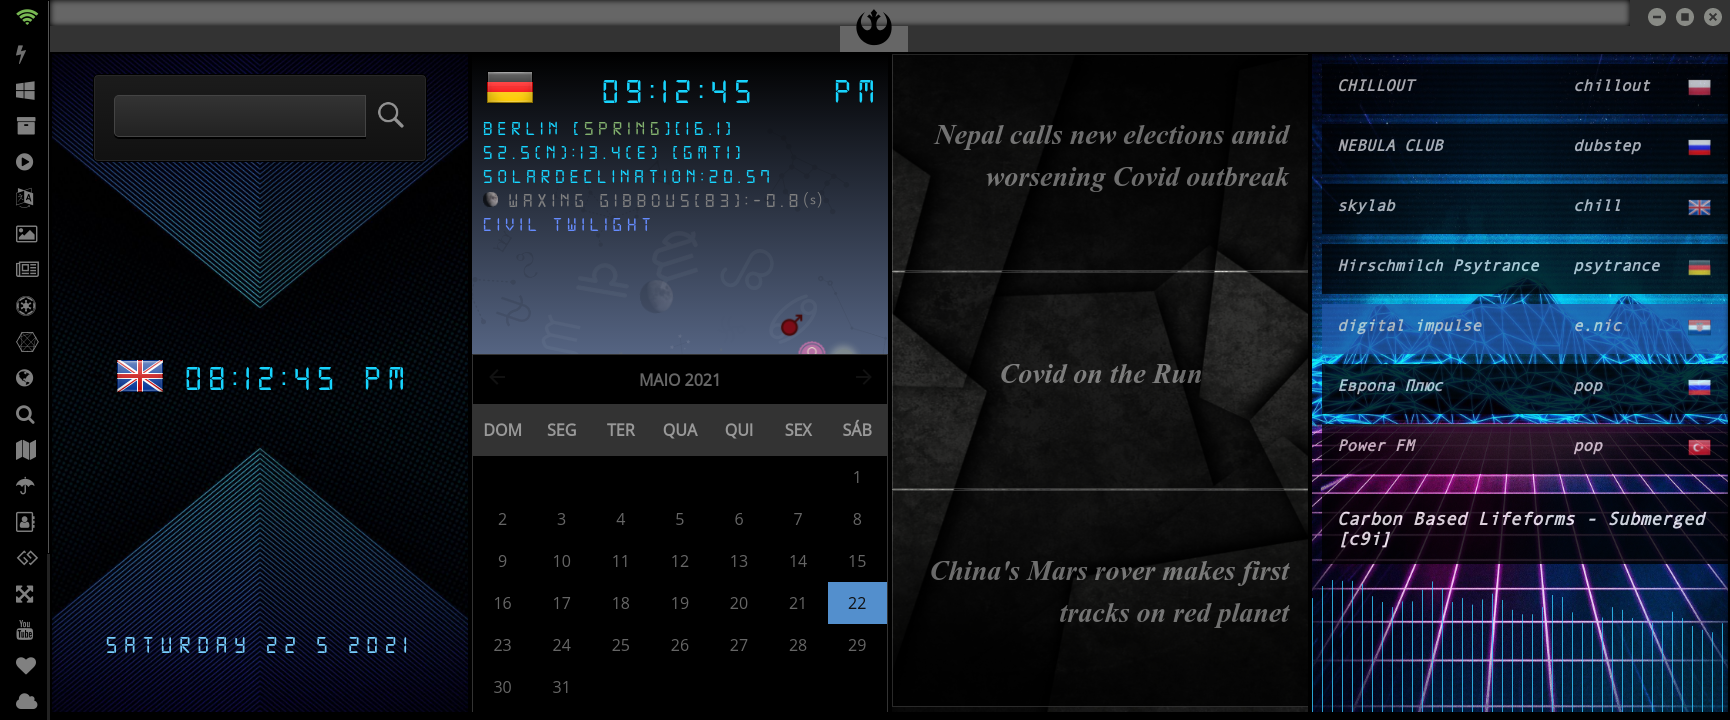 08:12:45 PM
SATURDAY 22 5 2021
09:12:45 PM
BERLIN [SPRING][16.1]
52.5(N):13.4(E) [GMT1]
SOLARDECLINATION:20.57
WAXING GIBBOUS[83]:-0.8(s)
CIVIL TWILIGHT
MAIO 2021
DOM SEG TER QUA QUI SEX SÁB
1
2 3 4 5 6 7 8
9 10 11 12 13 14 15
16 17 18 19 20 21 22
23 24 25 26 27 28 29
30 31
Nepal calls new elections amid
worsening Covid outbreak
Covid on the Run
China's Mars rover makes first
tracks on red planet
CHILLOUT chillout
NEBULA CLUB dubstep
skylab chill
Hirschmilch Psytrance psytrance
digital impulse e.nic
Европа Плюс pop
Power FM pop
Carbon Based Lifeforms - Submerged
[c9i]
You
Tube